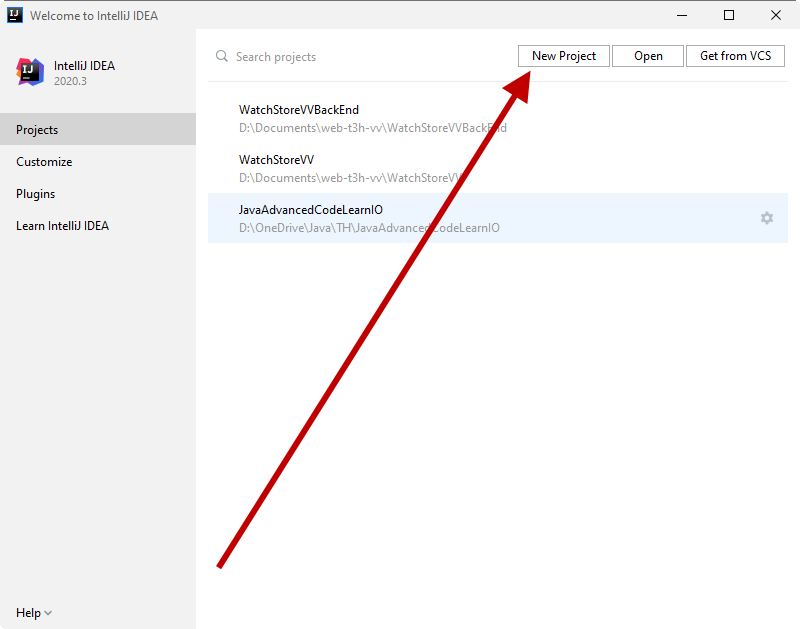 Welcome to IntelliJ IDEA
IntelliJ IDEA
2020.3
Projects
Customize
Plugins
Learn IntelliJ IDEA
Help
Search projects
New Project
Open
Get from VCS
WatchStoreVVBackEnd
D:\Documents\web-t3h-vv\WatchStoreVVBackEnd
WatchStoreVV
D:\Documents\web-t3h-vv\WatchStoreVV
JavaAdvancedCodeLearnIO
D:\OneDrive\Java\TH\JavaAdvancedCodeLearnIO